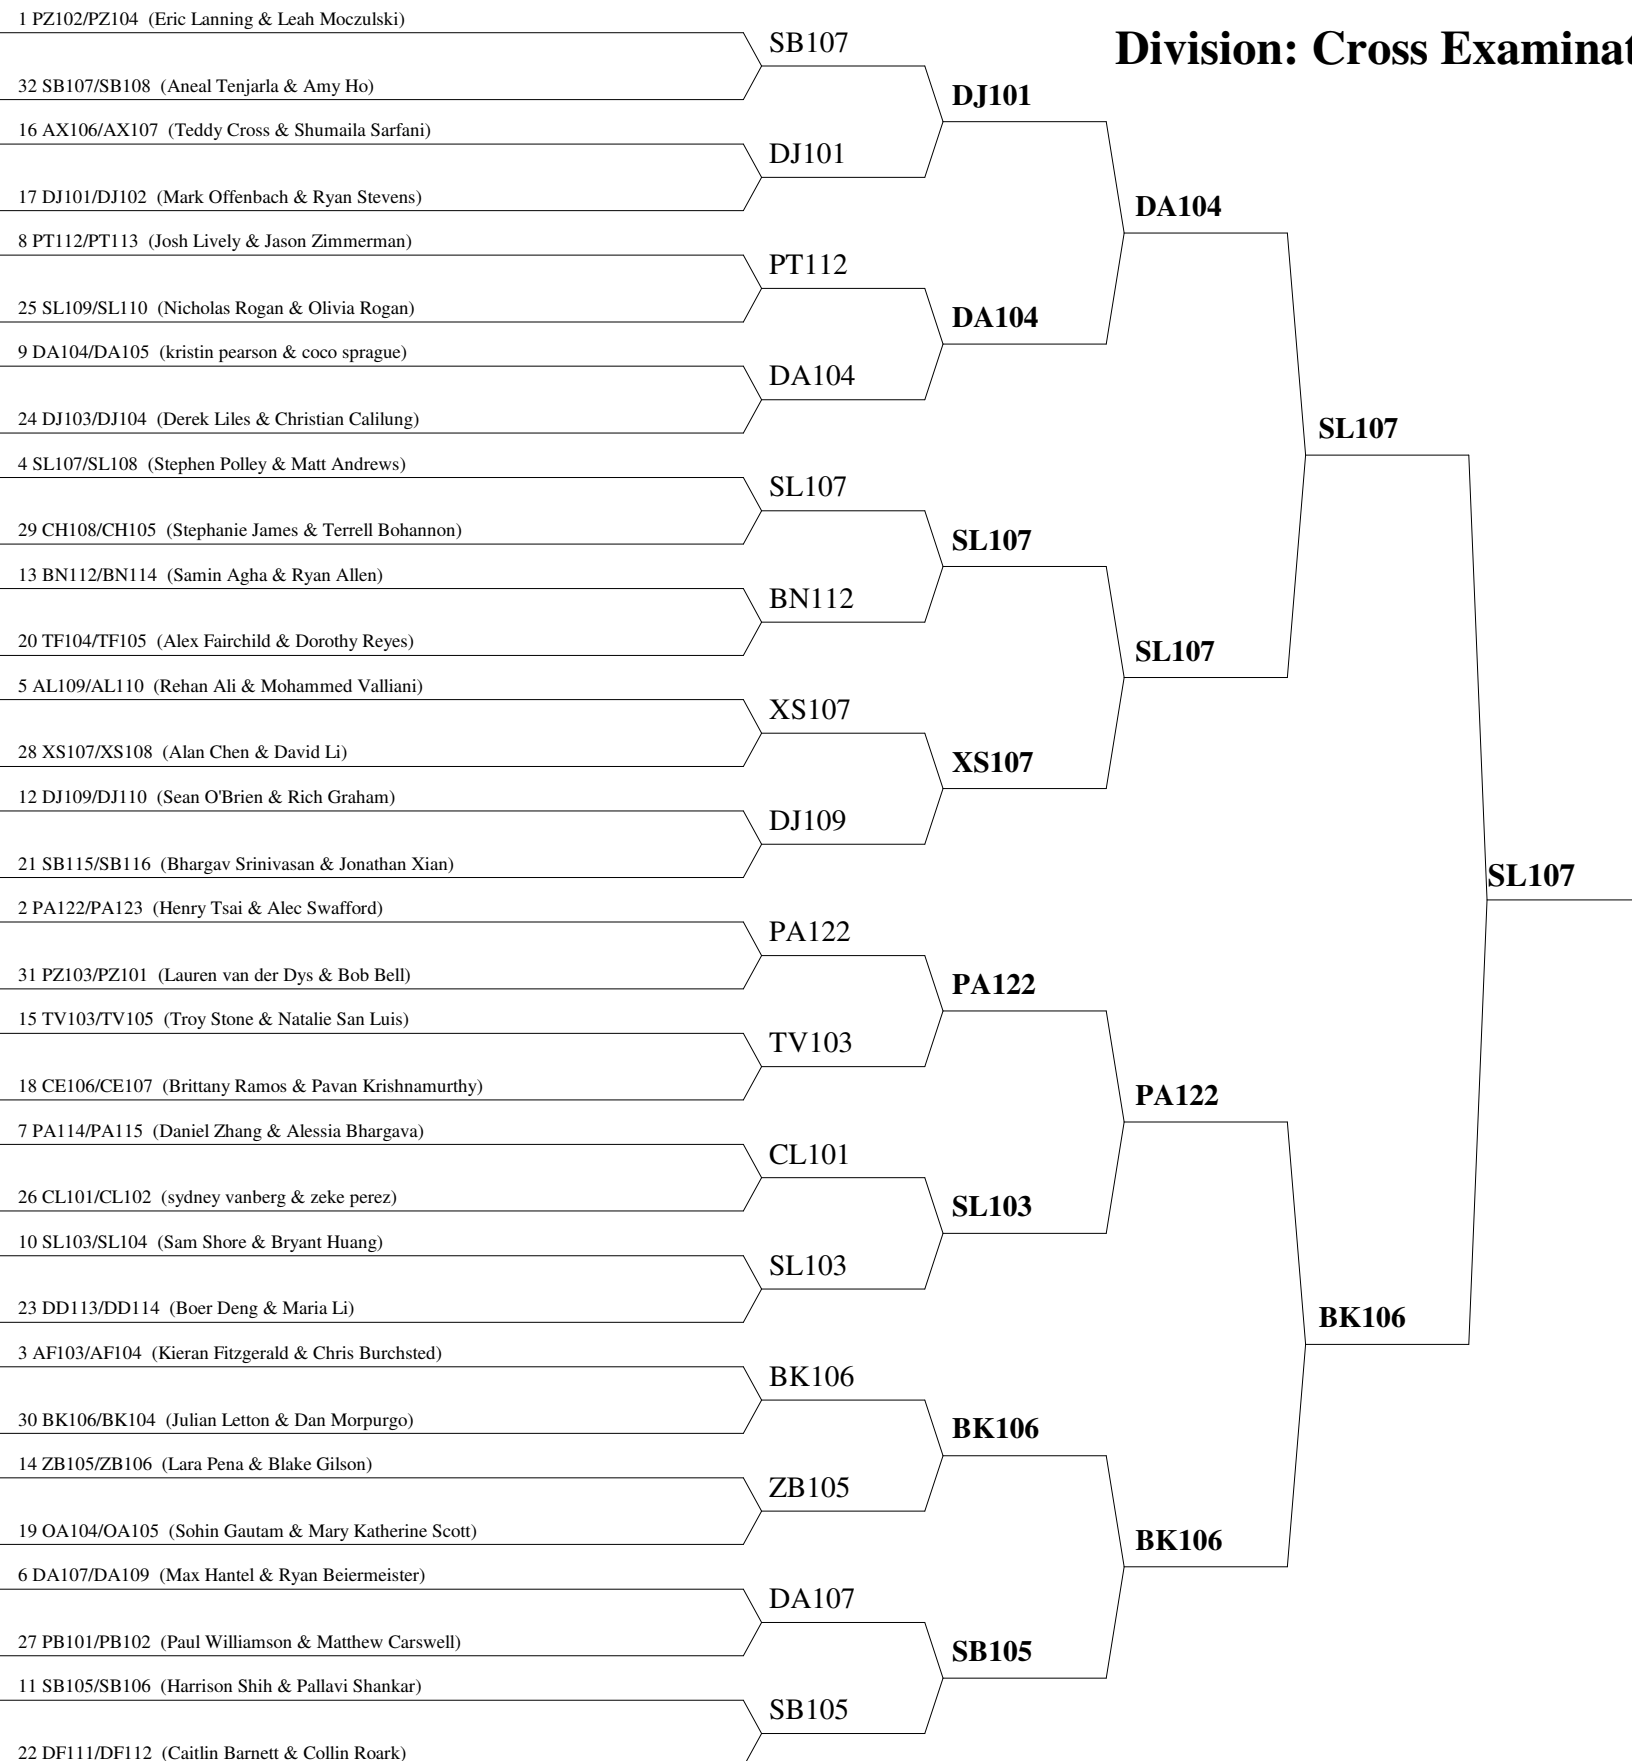 1 PZ102/PZ104 (Eric Lanning & Leah Moczulski)
SB107
Division: Cross Examinat
32 SB107/SB108 (Aneal Tenjarla & Amy Ho)
DJ101
16 AX106/AX107 (Teddy Cross & Shumaila Sarfani)
DJ101
17 DJ101/DJ102 (Mark Offenbach & Ryan Stevens)
DA104
8 PT112/PT113 (Josh Lively & Jason Zimmerman)
PT112
25 SL109/SL110 (Nicholas Rogan & Olivia Rogan)
DA104
9 DA104/DA105 (kristin pearson & coco sprague)
DA104
24 DJ103/DJ104 (Derek Liles & Christian Calilung)
SL107
4 SL107/SL108 (Stephen Polley & Matt Andrews)
SL107
29 CH108/CH105 (Stephanie James & Terrell Bohannon)
SL107
13 BN112/BN114 (Samin Agha & Ryan Allen)
BN112
20 TF104/TF105 (Alex Fairchild & Dorothy Reyes)
SL107
5 AL109/AL110 (Rehan Ali & Mohammed Valliani)
XS107
28 XS107/XS108 (Alan Chen & David Li)
XS107
12 DJ109/DJ110 (Sean O'Brien & Rich Graham)
DJ109
21 SB115/SB116 (Bhargav Srinivasan & Jonathan Xian)
SL107
2 PA122/PA123 (Henry Tsai & Alec Swafford)
PA122
31 PZ103/PZ101 (Lauren van der Dys & Bob Bell)
PA122
15 TV103/TV105 (Troy Stone & Natalie San Luis)
TV103
18 CE106/CE107 (Brittany Ramos & Pavan Krishnamurthy)
PA122
7 PA114/PA115 (Daniel Zhang & Alessia Bhargava)
CL101
26 CL101/CL102 (sydney vanberg & zeke perez)
SL103
10 SL103/SL104 (Sam Shore & Bryant Huang)
SL103
23 DD113/DD114 (Boer Deng & Maria Li)
BK106
3 AF103/AF104 (Kieran Fitzgerald & Chris Burchsted)
BK106
30 BK106/BK104 (Julian Letton & Dan Morpurgo)
BK106
14 ZB105/ZB106 (Lara Pena & Blake Gilson)
ZB105
19 OA104/OA105 (Sohin Gautam & Mary Katherine Scott)
BK106
6 DA107/DA109 (Max Hantel & Ryan Beiermeister)
DA107
27 PB101/PB102 (Paul Williamson & Matthew Carswell)
SB105
11 SB105/SB106 (Harrison Shih & Pallavi Shankar)
SB105
22 DF111/DF112 (Caitlin Barnett & Collin Roark)